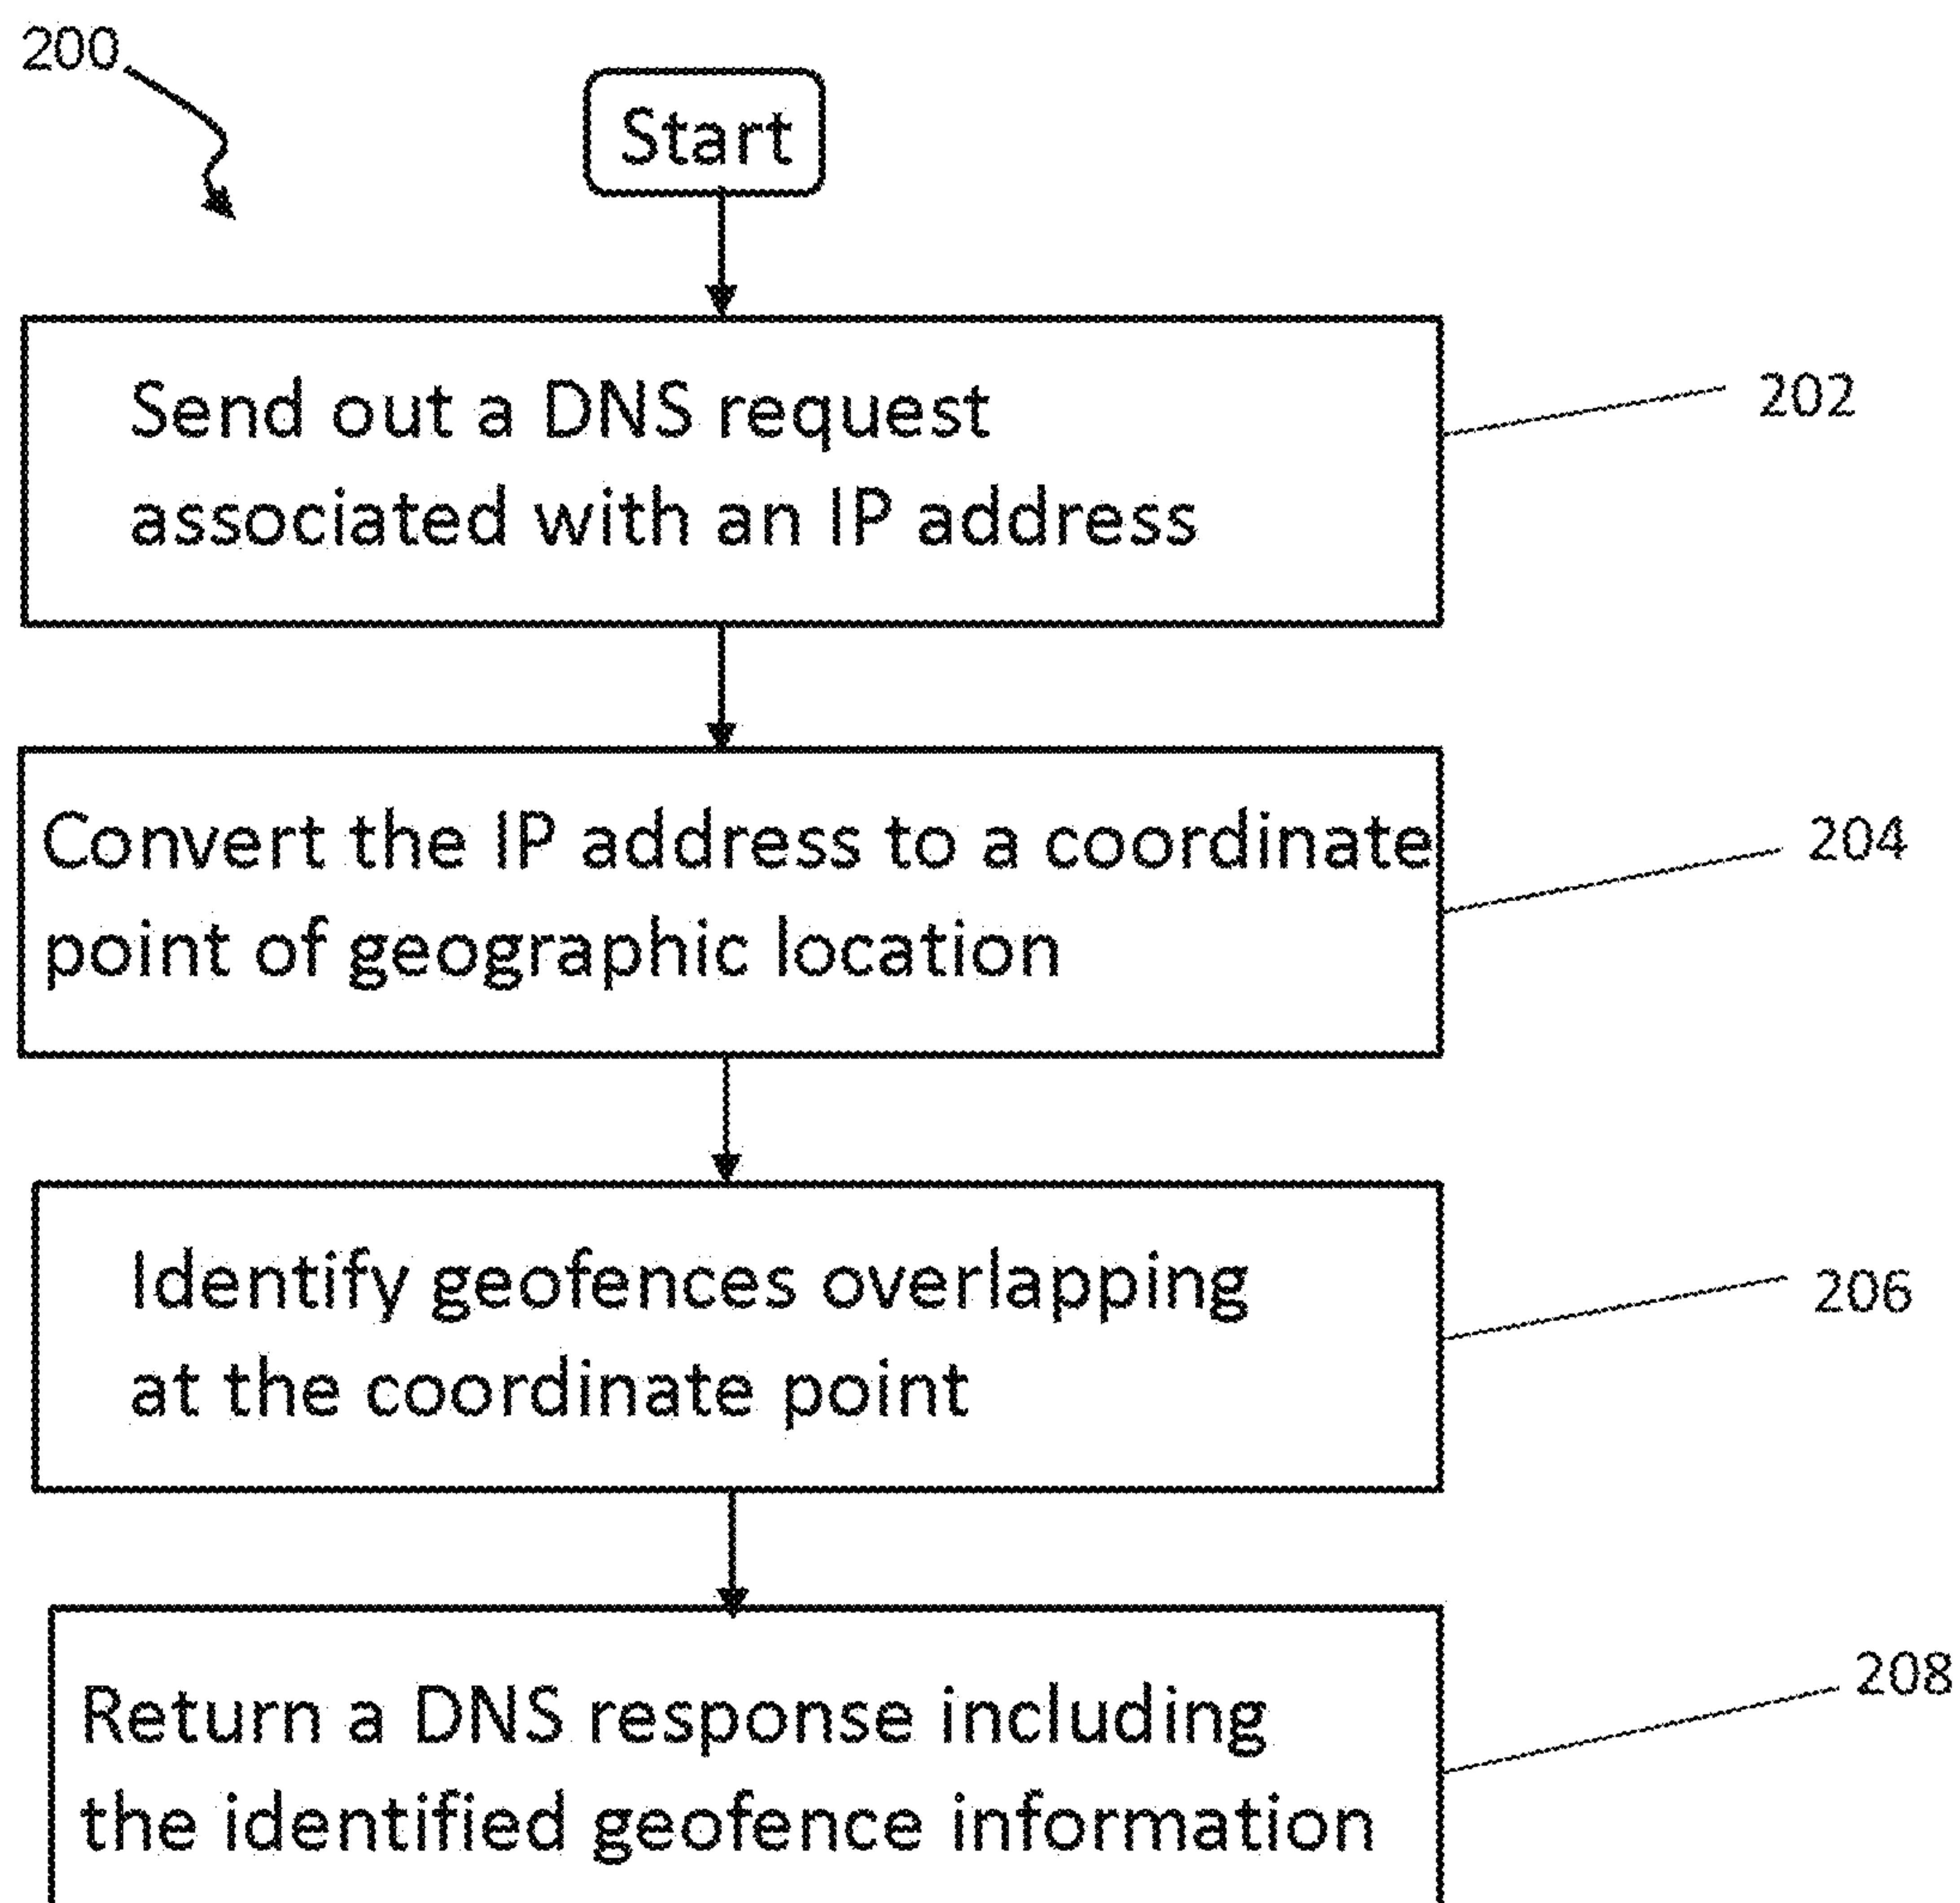 200
Start
Send out a DNS request
associated with an IP address
202
Convert the IP address to a coordinate
point of geographic location
204
Identify geofences overlapping
at the coordinate point
206
Return a DNS response including
the identified geofence information
208